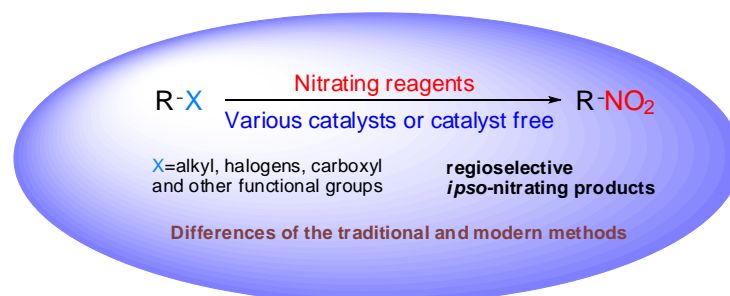 Nitrating reagents
R-X R-NO₂
Various catalysts or catalyst free
X=alkyl, halogens, carboxyl
and other functional groups
regioselective
ipso-nitrating products
Differences of the traditional and modern methods